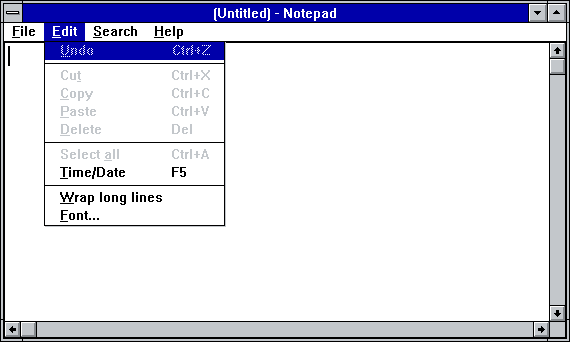 (Untitled) - Notepad
File Edit Search Help
Undo Ctrl+Z
Cut Ctrl+X
Copy Ctrl+C
Paste Ctrl+V
Delete Del
Select all Ctrl+A
Time/Date F5
Wrap long lines
Font...